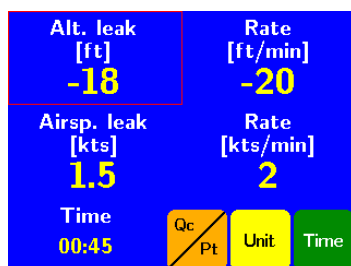 Alt. leak
[ft]
-18
Rate
[ft/min]
-20
Airsp. leak
[kts]
1.5
Rate
[kts/min]
2
Time
00:45
Qc
Pt
Unit
Time